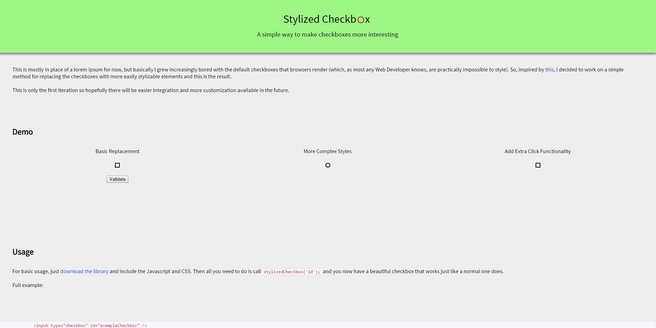 Stylized Checkbox
A simple way to make checkboxes more interesting
This is mostly in place of a lorem ipsum for now, but basically I grew increasingly bored with the default checkboxes that browsers render (which, as most any Web Developer knows, are practically impossible to style). So, inspired by this, I decided to work on a simple
method for replacing the checkboxes with more easily stylizable elements and this is the result.
This is only the first iteration so hopefully there will be easier integration and more customization available in the future.
Demo
Basic Replacement
More Complex Styles
Add Extra Click Functionality
Validate
Usage
For basic usage, just download the library and include the Javascript and CSS. Then all you need to do is call stylizedCheckbox('id'); and you now have a beautiful checkbox that works just like a normal one does.
Full example:
<input type="checkbox" id="exampleCheckbox" />